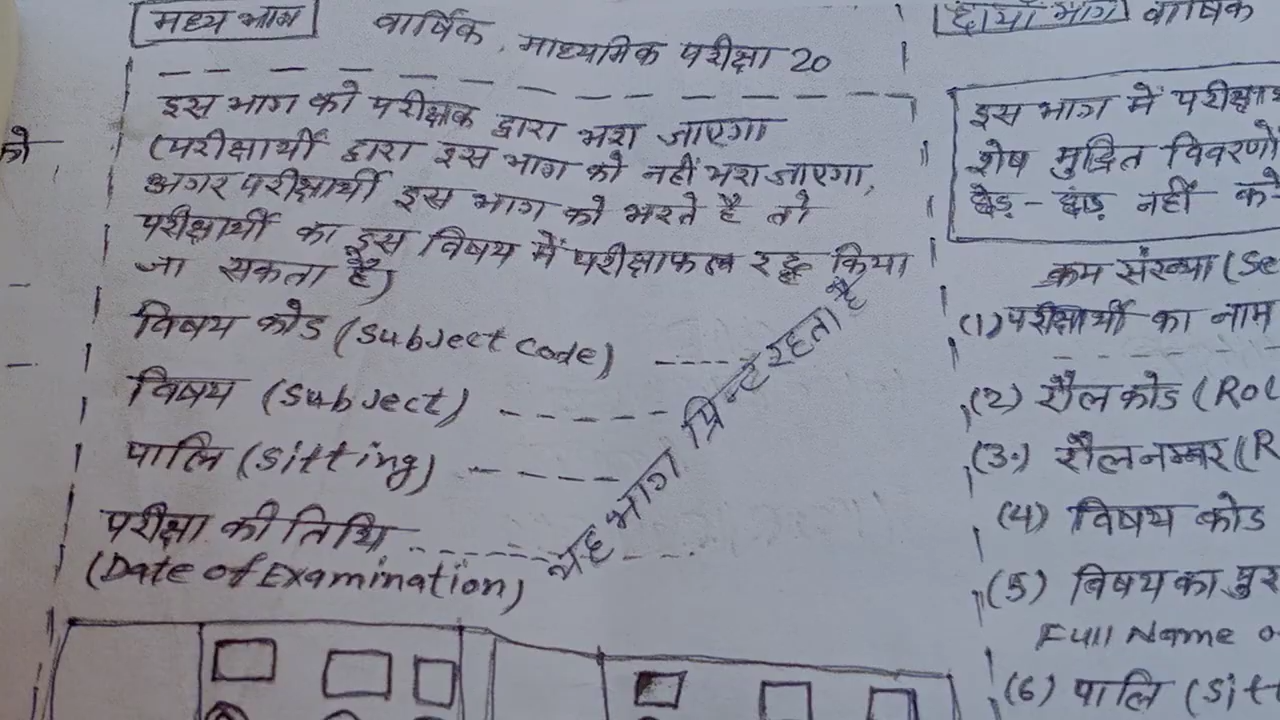 मध्य भाग
वार्षिक माध्यमिक परीक्षा 20
इस भाग को परीक्षक द्वारा भरा जाएगा
(परीक्षार्थी द्वारा इस भाग को नहीं भरा जाएगा,
अगर परीक्षार्थी इस भाग को भरते है तो
परीक्षार्थी का इस विषय में परीक्षाफल रद्द किया
जा सकता है)
विषय कोड (Subject Code)
विषय (Subject)
पालि (Sitting)
परीक्षा की तिथि
(Date of Examination)
यह भाग प्रिन्ट रहता है
को
दायाँ भाग वार्षिक
इस भाग में
शेष मुद्रित विवरणो
छेड़-छाड़ नहीं
क्रम संख्या (Se
(1) परीक्षार्थी का नाम
(2) रौल कोड (Rol
(3.) रौल नम्बर (R
(4) विषय कोड
(5) विषय का
Full Name
(6) पालि (Sitt